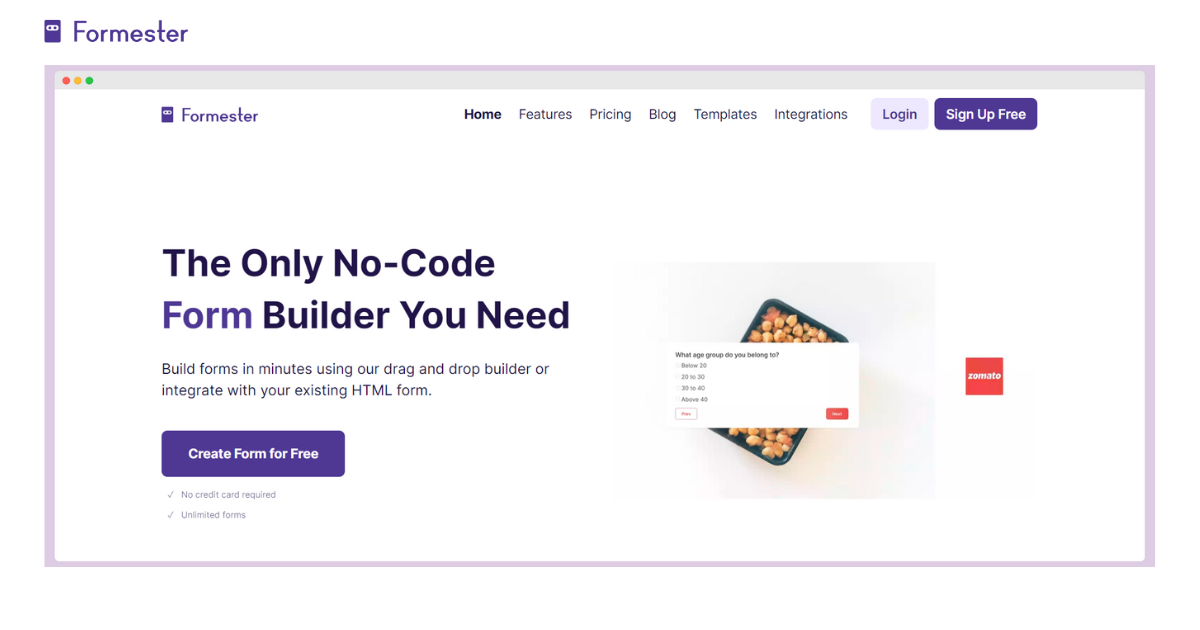 Formester
Formester
Home Features Pricing Blog Templates Integrations Login Sign Up Free
The Only No-Code
Form Builder You Need
Build forms in minutes using our drag and drop builder or
integrate with your existing HTML form.
Create Form for Free
✓ No credit card required
✓ Unlimited forms
What age group do you belong to?
Below 20
20 to 30
30 to 40
Above 40
Prev Next
zomato